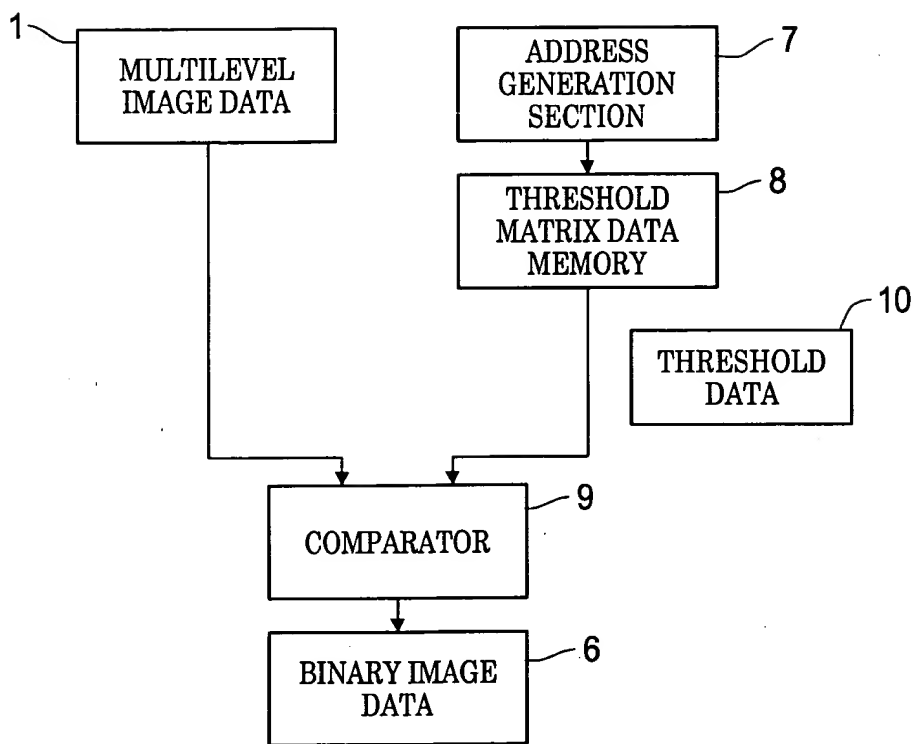 1
MULTILEVEL
IMAGE DATA
7
ADDRESS
GENERATION
SECTION
8
THRESHOLD
MATRIX DATA
MEMORY
10
THRESHOLD
DATA
9
COMPARATOR
6
BINARY IMAGE
DATA